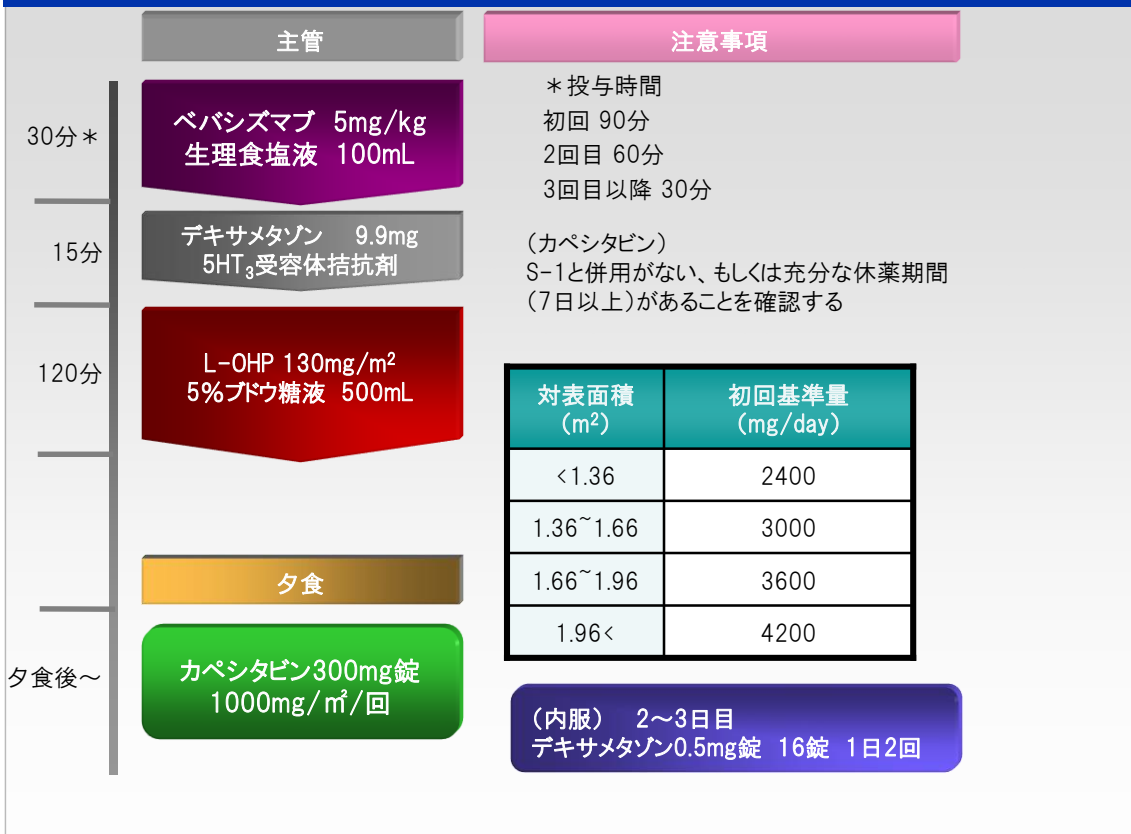 主管
注意事項
30分＊
ベバシズマブ 5mg/kg
生理食塩液 100mL
＊投与時間
初回 90分
2回目 60分
3回目以降 30分
15分
デキサメタゾン 9.9mg
5HT₃受容体拮抗剤
（カペシタビン）
S-1と併用がない、もしくは充分な休薬期間
（7日以上）があることを確認する
120分
L-OHP 130mg/m²
5%ブドウ糖液 500mL
対表面積 初回基準量
(m²) (mg/day)
<1.36 2400
1.36~1.66 3000
1.66~1.96 3600
1.96< 4200
夕食
夕食後～
カペシタビン300mg錠
1000mg/㎡/回
（内服） 2～3日目
デキサメタゾン0.5mg錠 16錠 1日2回